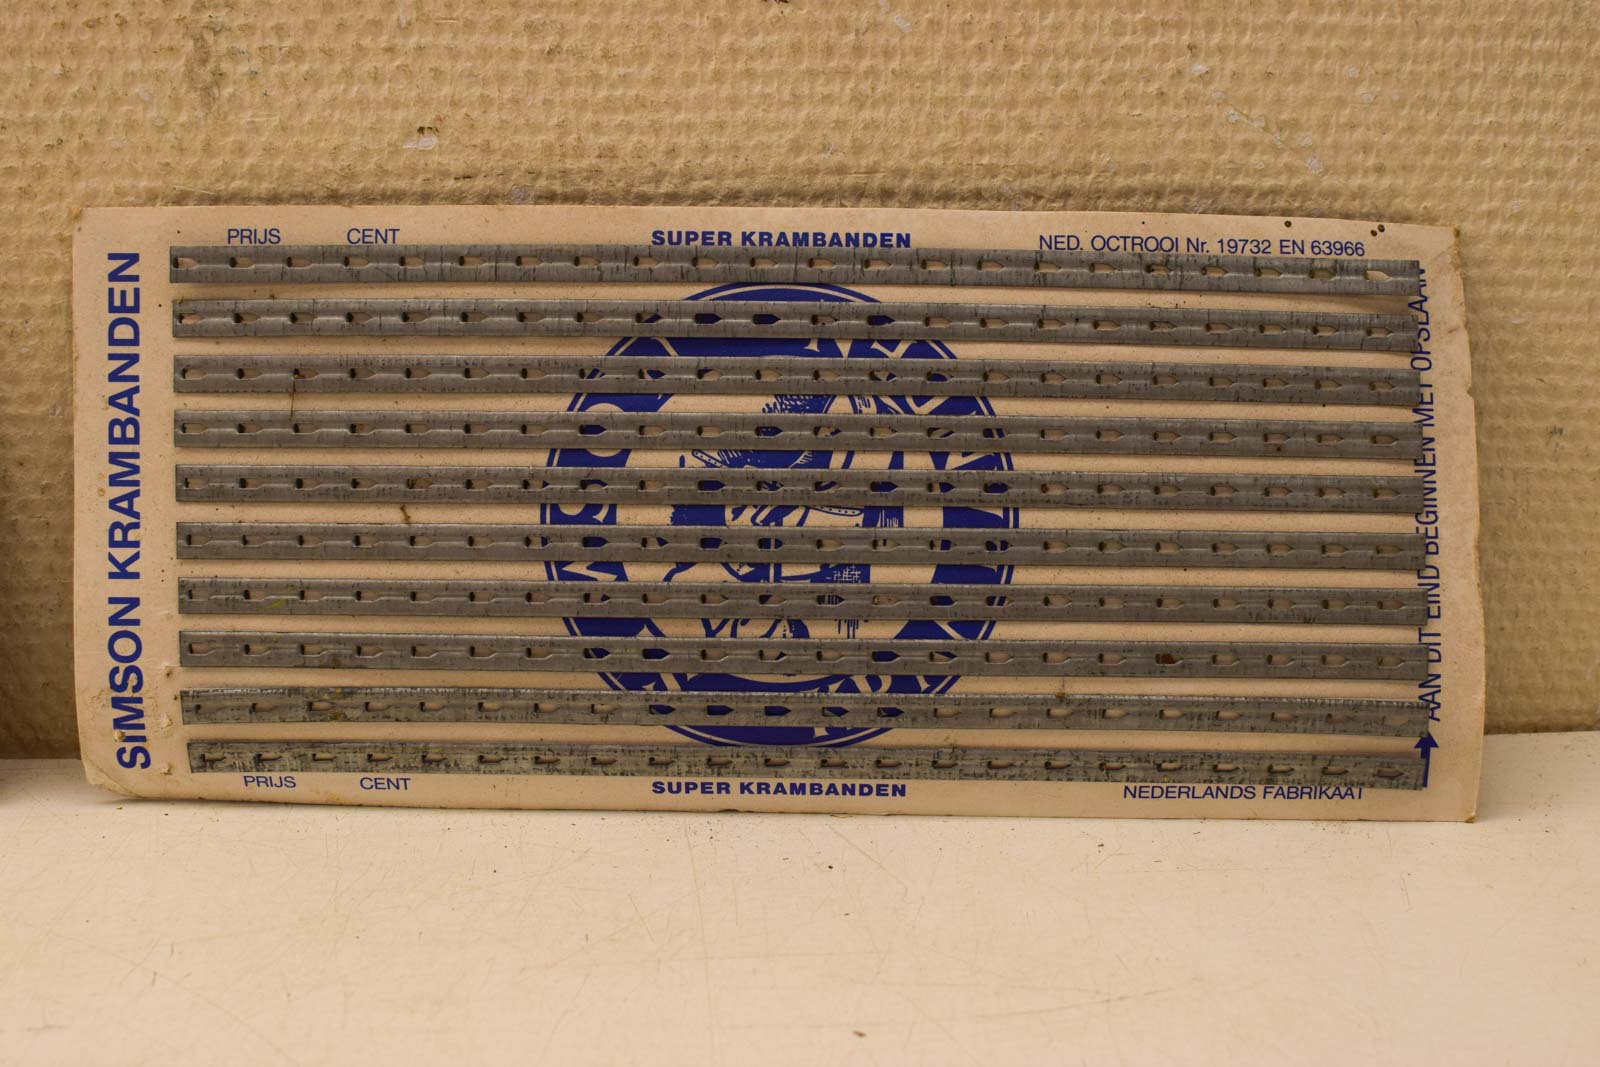 PRIJS CENT
SUPER KRAMBANDEN
NED. OCTROOI Nr. 19732 EN 63966
SIMSON KRAMBANDEN
AAN DIT EIND BEGINNEN MET OPSLAAN
PRIJS CENT
SUPER KRAMBANDEN
NEDERLANDS FABRIKAAT